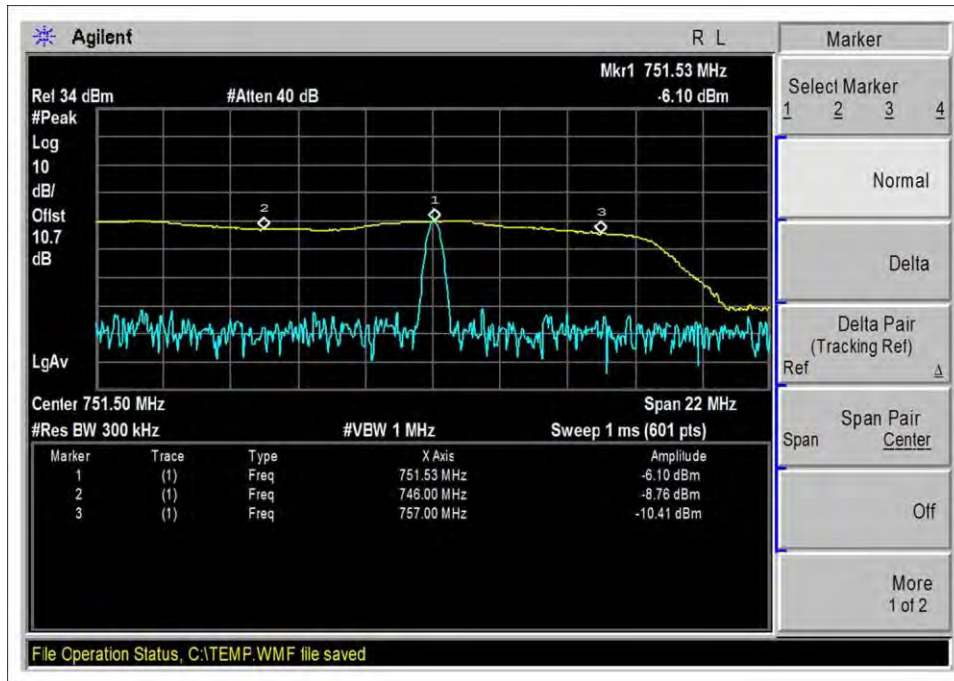 Agilent
R L
Marker
Mkr1 751.53 MHz
Ref 34 dBm #Atten 40 dB -6.10 dBm
#Peak
Log
10
dB/
Offst
10.7
dB
2
1
3
LgAv
Center 751.50 MHz Span 22 MHz
#Res BW 300 kHz #VBW 1 MHz Sweep 1 ms (601 pts)
Marker Trace Type X Axis Amplitude
1 (1) Freq 751.53 MHz -6.10 dBm
2 (1) Freq 746.00 MHz -8.76 dBm
3 (1) Freq 757.00 MHz -10.41 dBm
Select Marker
1 2 3 4
Normal
Delta
Delta Pair
(Tracking Ref)
Ref Δ
Span Pair
Span Center
Off
More
1 of 2
File Operation Status, C:\TEMP.WMF file saved